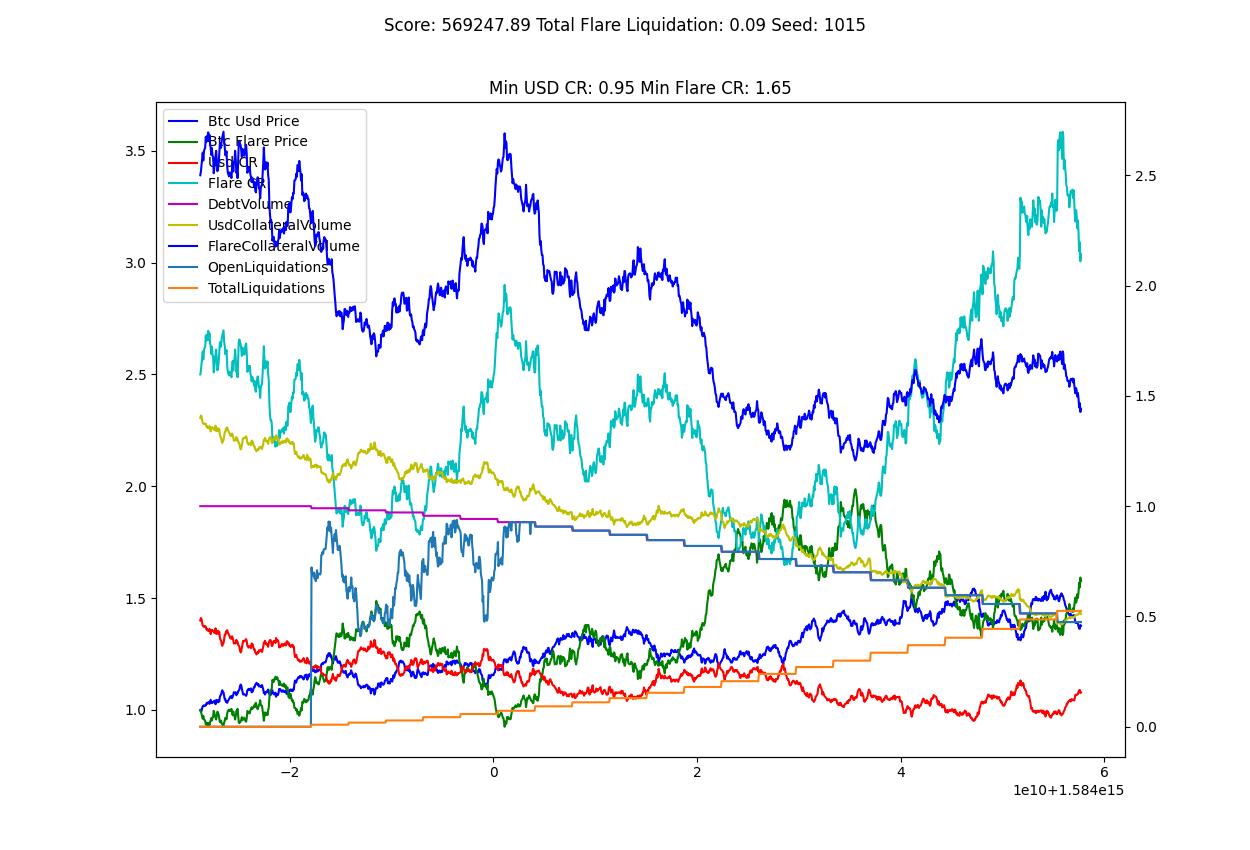 Score: 569247.89 Total Flare Liquidation: 0.09 Seed: 1015
Min USD CR: 0.95 Min Flare CR: 1.65
Btc Usd Price
Btc Flare Price
Usd CR
Flare CR
DebtVolume
UsdCollateralVolume
FlareCollateralVolume
OpenLiquidations
TotalLiquidations
3.5
3.0
2.5
2.0
1.5
1.0
2.5
2.0
1.5
1.0
0.5
0.0
−2
0
2
4
6
1e10+1.584e15